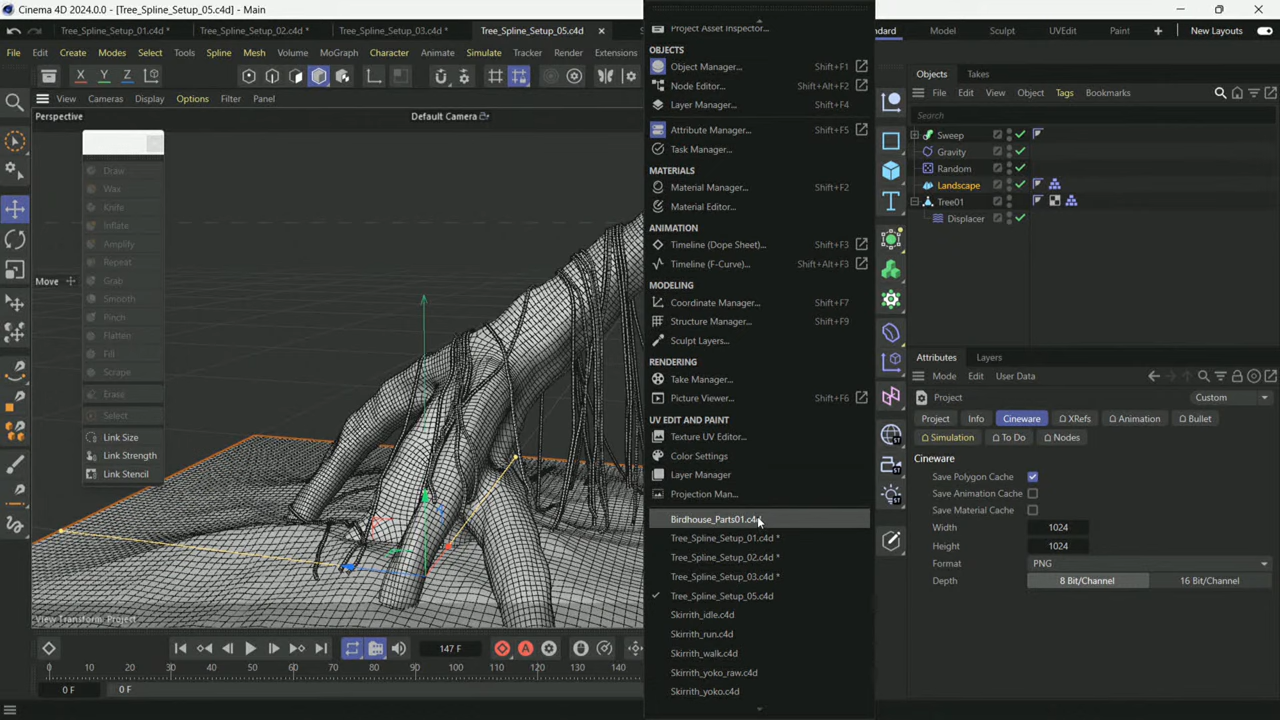 Cinema 4D 2024.0.0 - [Tree_Spline_Setup_05.c4d] - Main
Tree_Spline_Setup_01.c4d *
Tree_Spline_Setup_02.c4d *
Tree_Spline_Setup_03.c4d *
Tree_Spline_Setup_05.c4d
ndard
Model
Sculpt
UVEdit
Paint
New Layouts
File
Edit
Create
Modes
Select
Tools
Spline
Mesh
Volume
MoGraph
Character
Animate
Simulate
Tracker
Render
Extensions
X
Y
Z
View
Cameras
Display
Options
Filter
Panel
Perspective
Default Camera
Move
Draw
Wax
Knife
Inflate
Amplify
Repeat
Grab
Smooth
Pinch
Flatten
Fill
Scrape
Erase
Select
Link Size
Link Strength
Link Stencil
View Transform: Project
147 F
0
10
20
30
40
50
60
70
80
90
100
110
120
130
140
0 F
0 F
Project Asset Inspector...
OBJECTS
Object Manager... Shift+F1
Node Editor... Shift+Alt+F2
Layer Manager... Shift+F4
Attribute Manager... Shift+F5
Task Manager...
MATERIALS
Material Manager... Shift+F2
Material Editor...
ANIMATION
Timeline (Dope Sheet)... Shift+F3
Timeline (F-Curve)... Shift+Alt+F3
MODELING
Coordinate Manager... Shift+F7
Structure Manager... Shift+F9
Sculpt Layers...
RENDERING
Take Manager...
Picture Viewer... Shift+F6
UV EDIT AND PAINT
Texture UV Editor...
Color Settings
Layer Manager
Projection Man...
Birdhouse_Parts01.c4d
Tree_Spline_Setup_01.c4d *
Tree_Spline_Setup_02.c4d *
Tree_Spline_Setup_03.c4d *
Tree_Spline_Setup_05.c4d
Skirrith_idle.c4d
Skirrith_run.c4d
Skirrith_walk.c4d
Skirrith_yoko_raw.c4d
Skirrith_yoko.c4d
T
ST
ST
ST
Objects
Takes
File
Edit
View
Object
Tags
Bookmarks
Search
Sweep
Gravity
Random
Landscape
Tree01
Displacer
Attributes
Layers
Mode
Edit
User Data
Project
Custom
Project
Info
Cineware
XRefs
Animation
Bullet
Simulation
To Do
Nodes
Cineware
Save Polygon Cache
Save Animation Cache
Save Material Cache
Width 1024
Height 1024
Format PNG
Depth 8 Bit/Channel 16 Bit/Channel